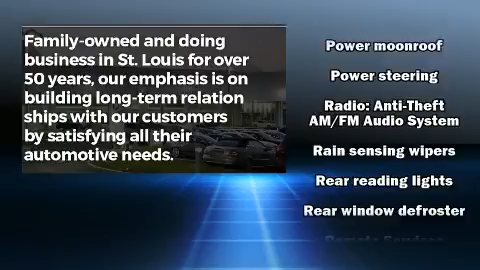 Family-owned and doing
business in St. Louis for over
50 years, our emphasis is on
building long-term relation
ships with our customers
by satisfying all their
automotive needs.
Power moonroof
Power steering
Radio: Anti-Theft
AM/FM Audio System
Rain sensing wipers
Rear reading lights
Rear window defroster